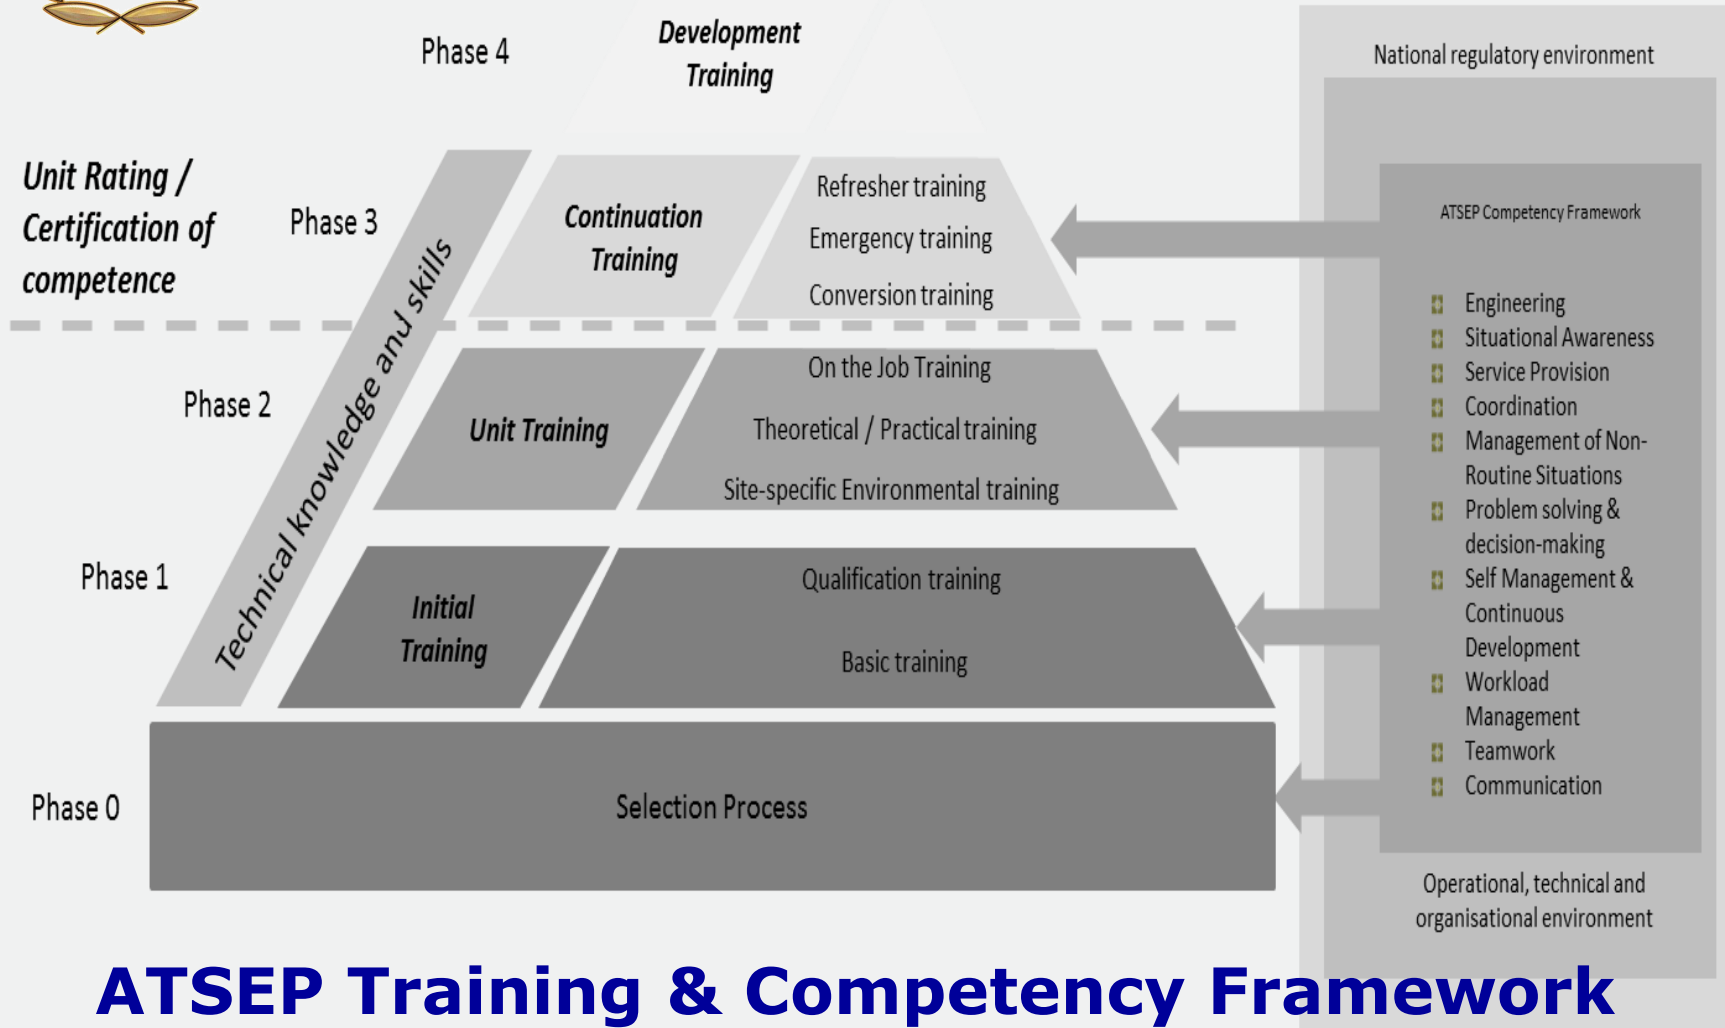 Phase 4
Development
Training
Unit Rating /
Certification of
competence
Phase 3
Continuation
Training
Refresher training
Emergency training
Conversion training
Technical knowledge and skills
Phase 2
Unit Training
On the Job Training
Theoretical / Practical training
Site-specific Environmental training
Phase 1
Initial
Training
Qualification training
Basic training
Phase 0
Selection Process
National regulatory environment
ATSEP Competency Framework
Engineering
Situational Awareness
Service Provision
Coordination
Management of Non-
Routine Situations
Problem solving &
decision-making
Self Management &
Continuous
Development
Workload
Management
Teamwork
Communication
Operational, technical and
organisational environment
ATSEP Training & Competency Framework